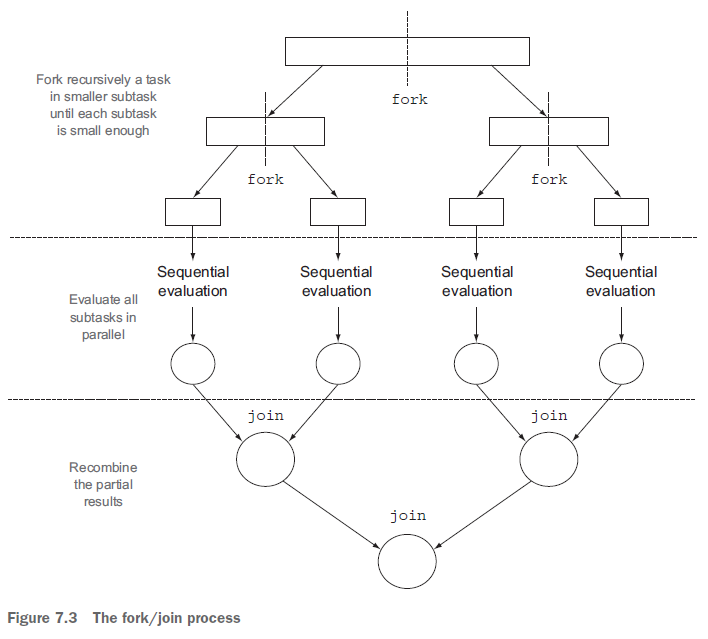 Fork recursively a task
in smaller subtask
until each subtask
is small enough
fork
fork
fork
Sequential
evaluation
Sequential
evaluation
Sequential
evaluation
Sequential
evaluation
Evaluate all
subtasks in
parallel
join
join
Recombine
the partial
results
join
Figure 7.3 The fork/join process